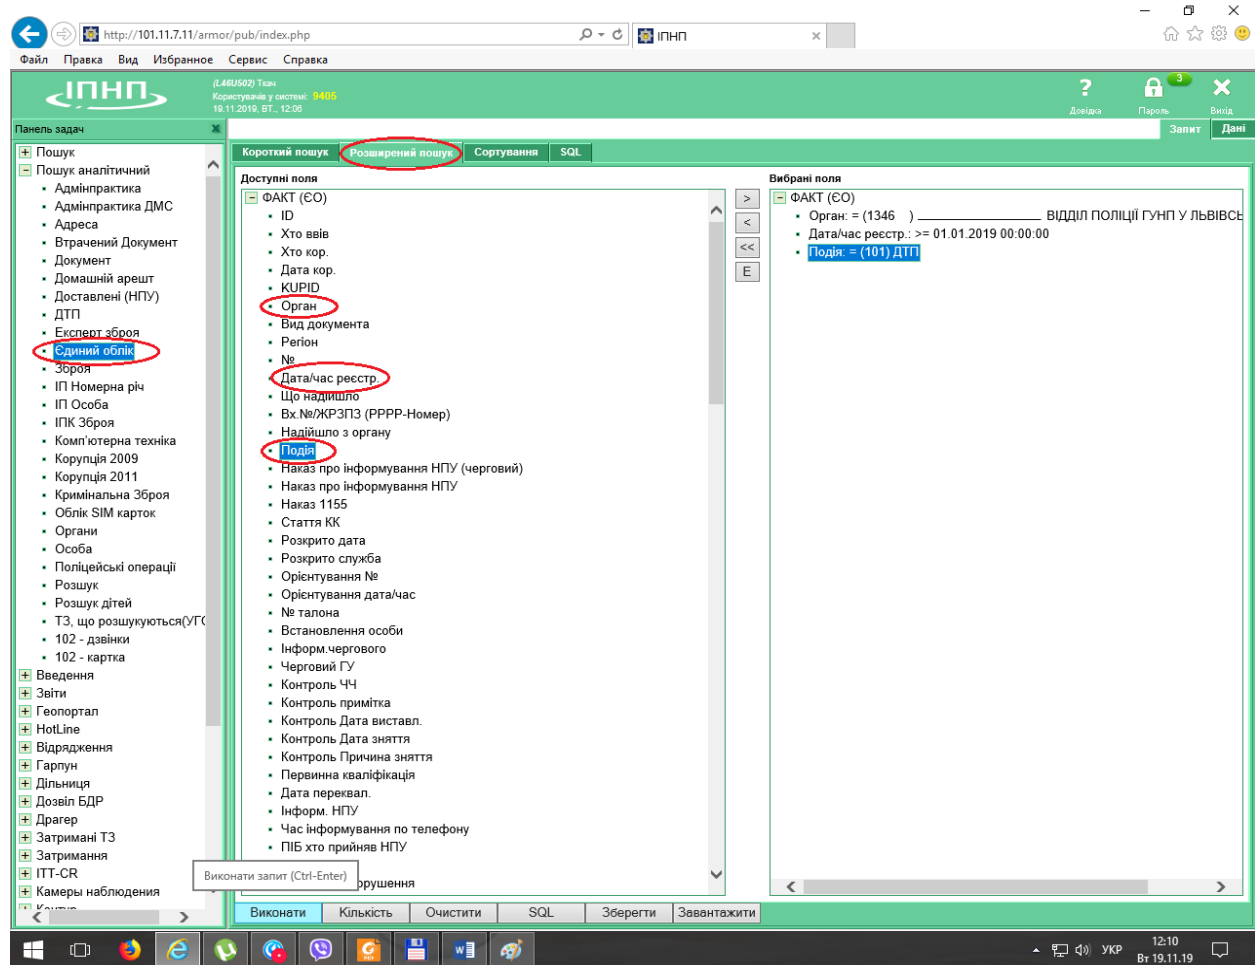 http://101.11.7.11/armor/pub/index.php
ІПНП
Файл Правка Вид Избранное Сервис Справка
ІПНП
(L46U502) Ткач
Користувачів у системі: 9405
19.11.2019, ВТ., 12:06
? Довідка
3 Пароль
Вихід
Панель задач
Запит Дані
Пошук
Пошук аналітичний
Адмінпрактика
Адмінпрактика ДМС
Адреса
Втрачений Документ
Документ
Домашній арешт
Доставлені (НПУ)
ДТП
Експерт зброя
Єдиний облік
Зброя
ІП Номерна річ
ІП Особа
ІПК Зброя
Комп'ютерна техніка
Корупція 2009
Корупція 2011
Кримінальна Зброя
Облік SIM карток
Органи
Особа
Поліцейські операції
Розшук
Розшук дітей
ТЗ, що розшукуються(УГО
102 - дзвінки
102 - картка
Введення
Звіти
Геопортал
HotLine
Відрядження
Гарпун
Дільниця
Дозвіл БДР
Драгер
Затримані ТЗ
Затримання
ІТТ-CR
Камеры наблюдения
Короткий пошук Розширений пошук Сортування SQL
Доступні поля
ФАКТ (ЄО)
ID
Хто ввів
Хто кор.
Дата кор.
KUPID
Орган
Вид документа
Регіон
№
Дата/час реєстр.
Що надійшло
Вх.№/ЖРЗПЗ (РРРР-Номер)
Надійшло з органу
Подія
Наказ про інформування НПУ (черговий)
Наказ про інформування НПУ
Наказ 1155
Стаття КК
Розкрито дата
Розкрито служба
Орієнтування №
Орієнтування дата/час
№ талона
Встановлення особи
Інформ.чергового
Черговий ГУ
Контроль ЧЧ
Контроль примітка
Контроль Дата виставл.
Контроль Дата зняття
Контроль Причина зняття
Первинна кваліфікація
Дата переквал.
Інформ. НПУ
Час інформування по телефону
ПІБ хто прийняв НПУ
орушення
Виконати запит (Ctrl-Enter)
>
<
<<
E
Вибрані поля
ФАКТ (ЄО)
Орган: = (1346 ) ____________________ ВІДДІЛ ПОЛІЦІЇ ГУНП У ЛЬВІВСЬ
Дата/час реєстр.: >= 01.01.2019 00:00:00
Подія: = (101) ДТП
Виконати Кількість Очистити SQL Зберегти Завантажити
УКР
12:10
Вт 19.11.19